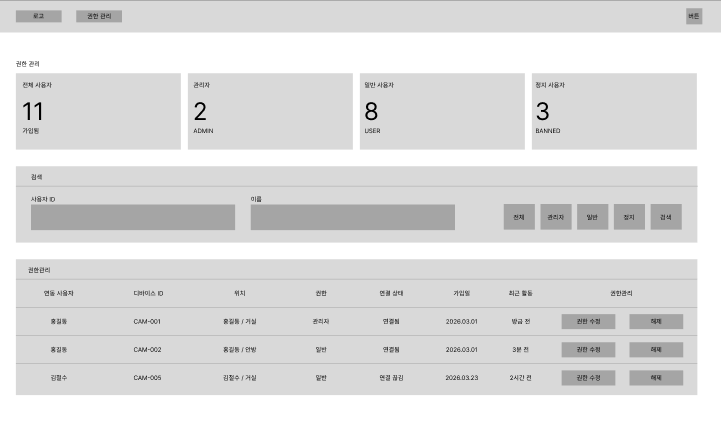 로고 권한 관리 버튼
권한 관리
전체 사용자 관리자 일반 사용자 정지 사용자
11 2 8 3
가입됨 ADMIN USER BANNED
검색
사용자 ID 이름
전체 관리자 일반 정지 검색
권한관리
연동 사용자 디바이스 ID 위치 권한 연결 상태 가입일 최근 활동 권한관리
홍길동 CAM-001 홍길동 / 거실 관리자 연결됨 2026.03.01 방금 전 권한 수정 해제
홍길동 CAM-002 홍길동 / 안방 일반 연결됨 2026.03.01 3분 전 권한 수정 해제
김철수 CAM-005 김철수 / 거실 일반 연결 끊김 2026.03.23 2시간 전 권한 수정 해제